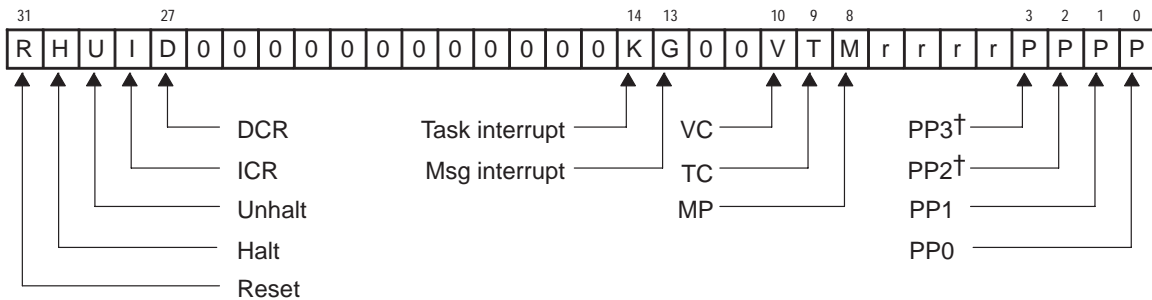 31 27 14 13 10 9 8 3 2 1 0
R H U I D 0 0 0 0 0 0 0 0 0 0 0 0 K G 0 0 V T M r r r r P P P P
DCR Task interrupt VC PP3†
ICR Msg interrupt TC PP2†
Unhalt MP PP1
Halt PP0
Reset